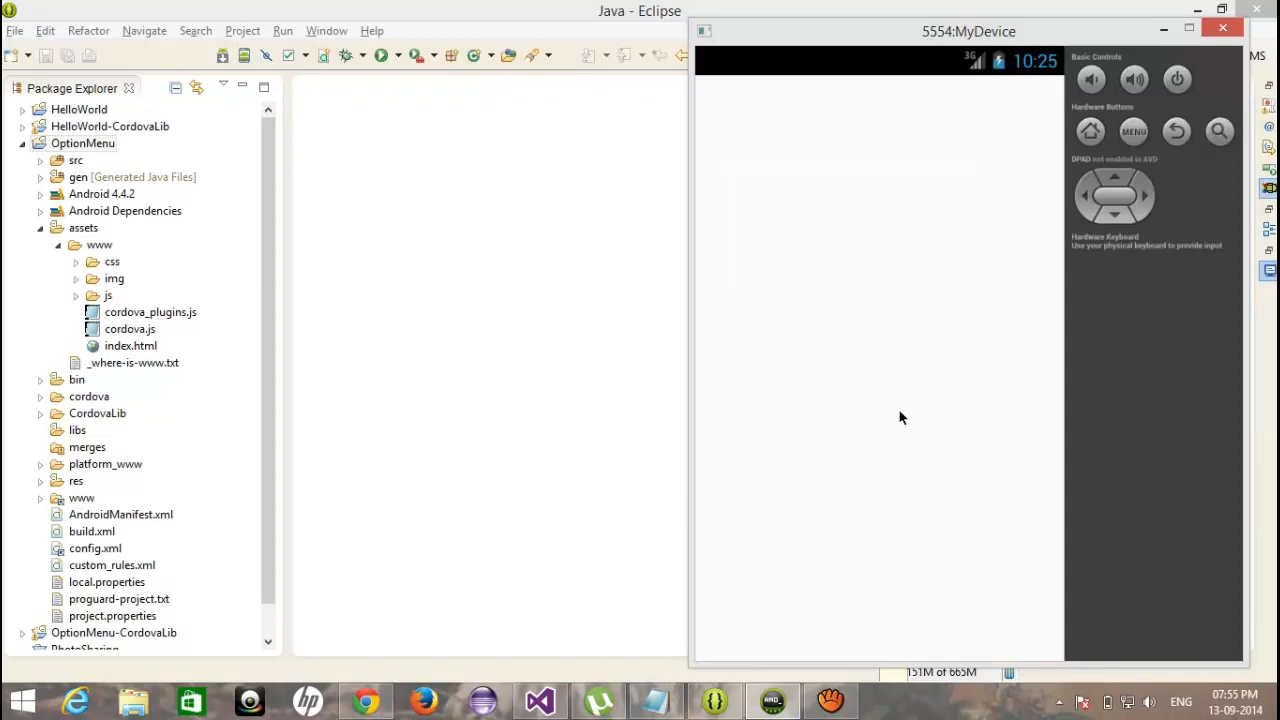 Java - Eclipse
File Edit Refactor Navigate Search Project Run Window Help
Package Explorer
HelloWorld
HelloWorld-CordovaLib
OptionMenu
src
gen [Generated Java Files]
Android 4.4.2
Android Dependencies
assets
www
css
img
js
cordova_plugins.js
cordova.js
index.html
_where-is-www.txt
bin
cordova
CordovaLib
libs
merges
platform_www
res
www
AndroidManifest.xml
build.xml
config.xml
custom_rules.xml
local.properties
proguard-project.txt
project.properties
OptionMenu-CordovaLib
PhotoSharing
5554:MyDevice
3G 10:25
Basic Controls
Hardware Buttons
MENU
DPAD not enabled in AVD
Hardware Keyboard
Use your physical keyboard to provide input
MS
151M of 665M
hp
AND_
ENG
07:55 PM
13-09-2014